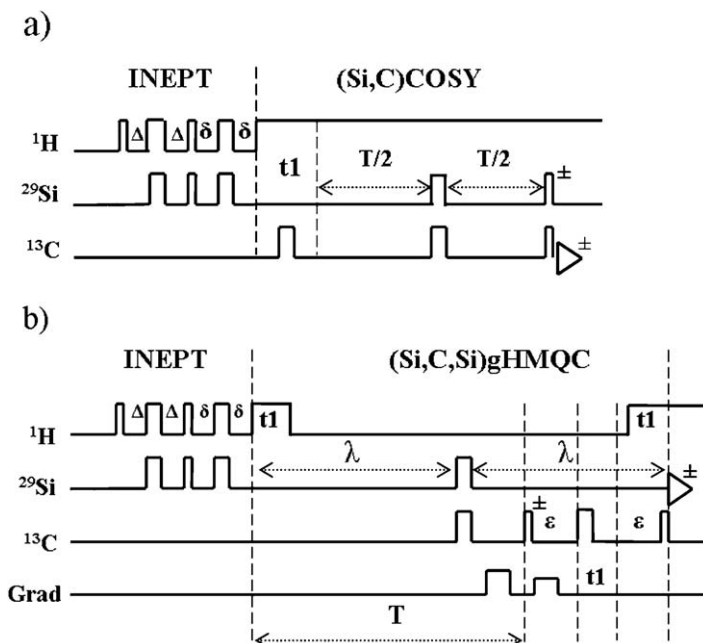 a)
INEPT (Si,C)COSY
¹H Δ Δ δ δ
t1 T/2 T/2
²⁹Si ±
¹³C ±
b)
INEPT (Si,C,Si)gHMQC
¹H Δ Δ δ δ t1 t1
λ λ
²⁹Si ±
¹³C ± ε ε
Grad t1
T